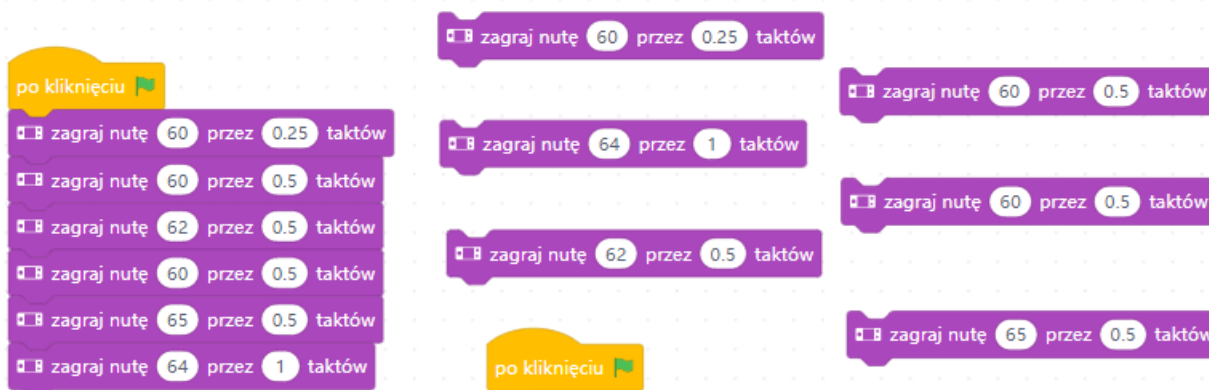 po kliknięciu
zagraj nutę 60 przez 0.25 taktów
zagraj nutę 60 przez 0.5 taktów
zagraj nutę 62 przez 0.5 taktów
zagraj nutę 60 przez 0.5 taktów
zagraj nutę 65 przez 0.5 taktów
zagraj nutę 64 przez 1 taktów
zagraj nutę 60 przez 0.25 taktów
zagraj nutę 64 przez 1 taktów
zagraj nutę 62 przez 0.5 taktów
po kliknięciu
zagraj nutę 60 przez 0.5 taktów
zagraj nutę 60 przez 0.5 taktów
zagraj nutę 65 przez 0.5 taktów